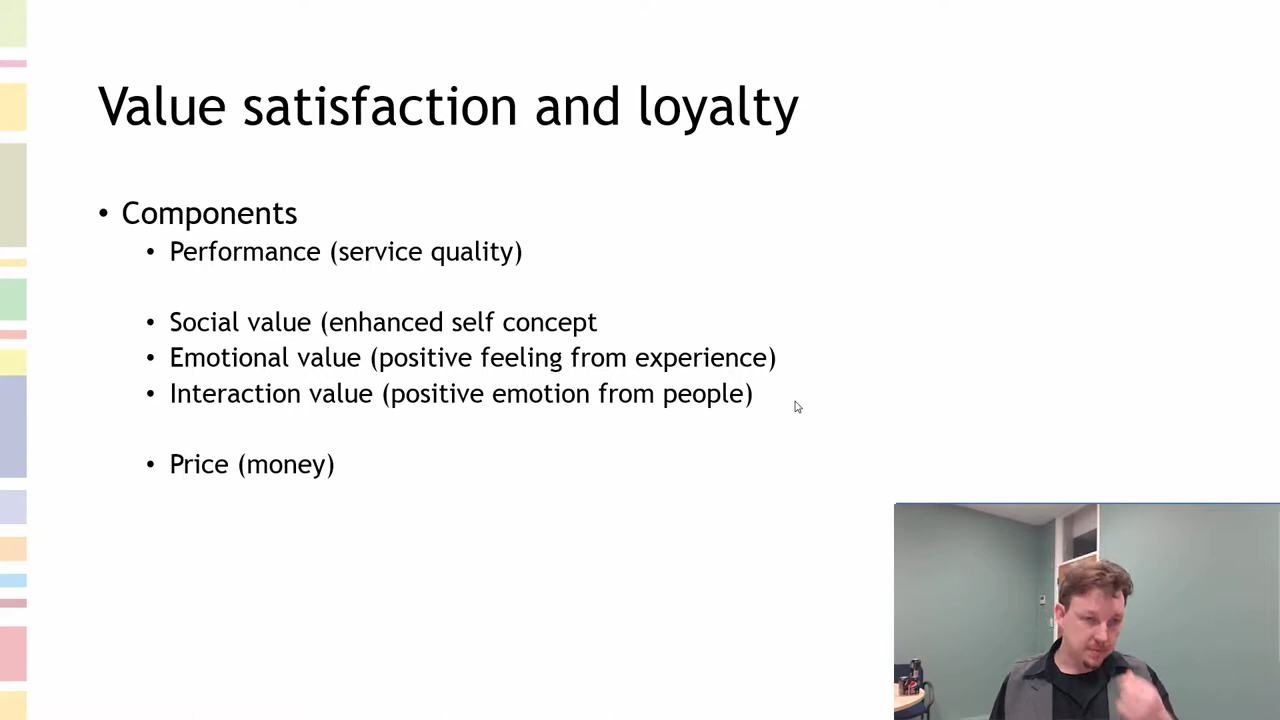 Value satisfaction and loyalty
• Components
• Performance (service quality)
• Social value (enhanced self concept
• Emotional value (positive feeling from experience)
• Interaction value (positive emotion from people)
• Price (money)